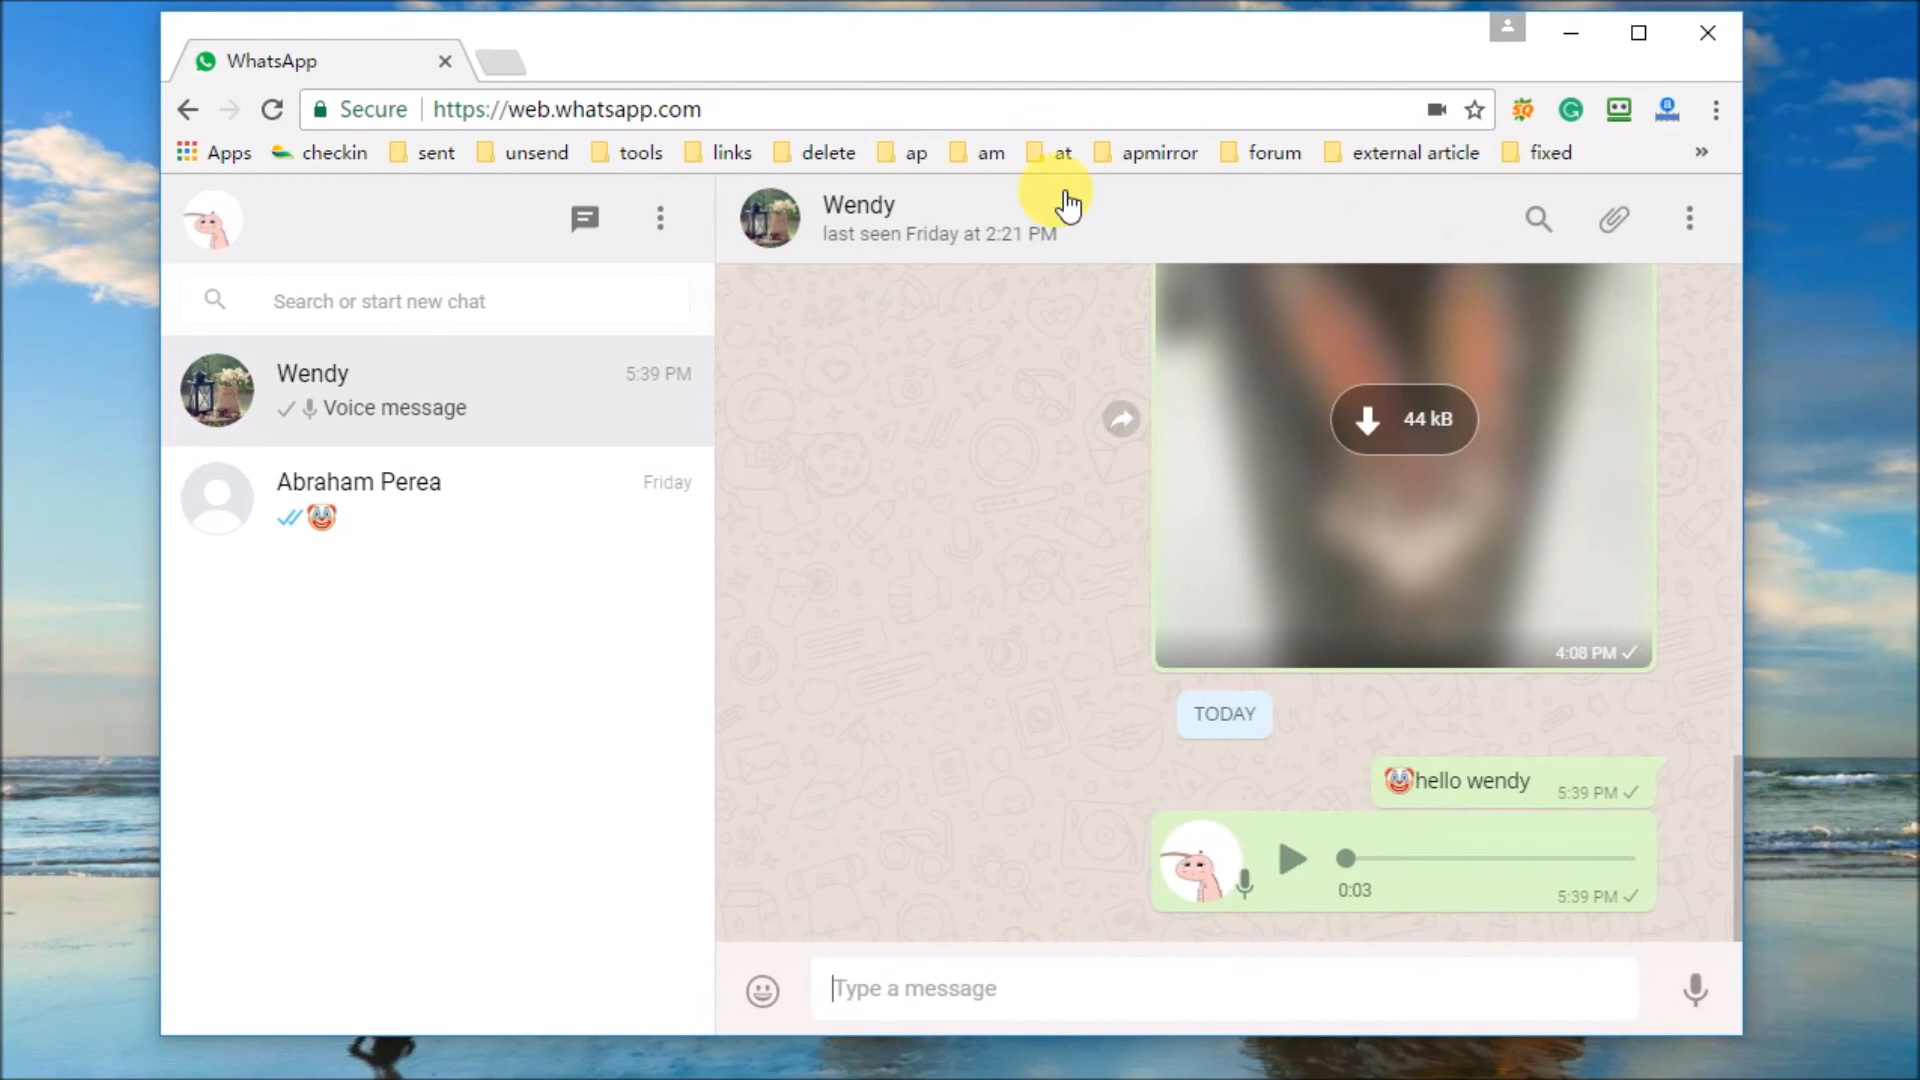 WhatsApp
Secure https://web.whatsapp.com
Apps checkin sent unsend tools links delete ap am at apmirror forum external article fixed »
Wendy
last seen Friday at 2:21 PM
Search or start new chat
Wendy 5:39 PM
Voice message
Abraham Perea Friday
44 kB
4:08 PM
TODAY
hello wendy 5:39 PM
0:03 5:39 PM
Type a message